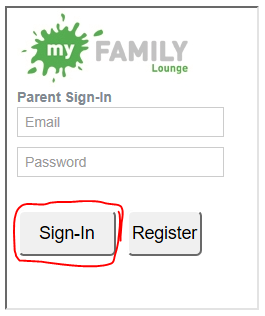 my FAMILY
Lounge
Parent Sign-In
Email
Password
Sign-In Register